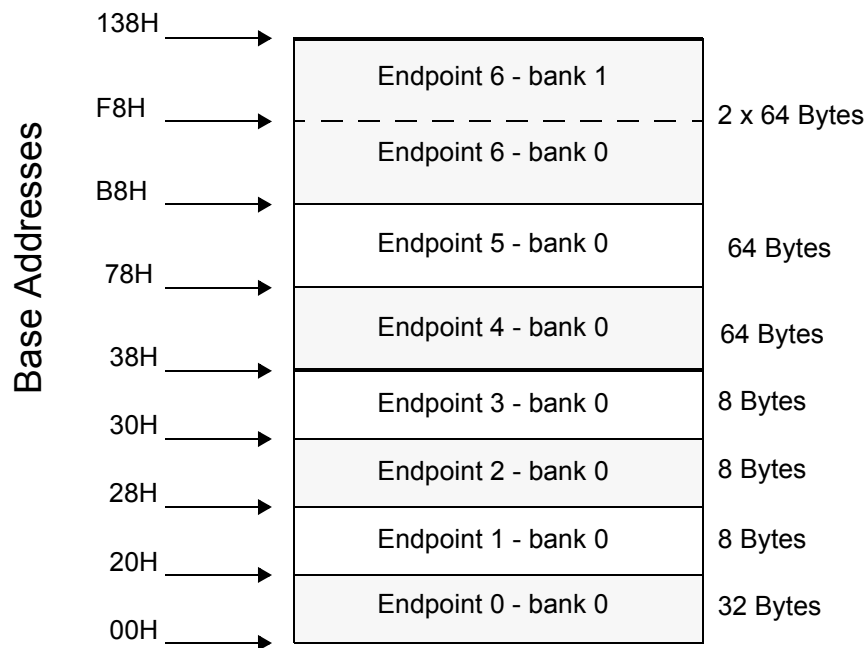 138H
Endpoint 6 - bank 1
F8H
2 x 64 Bytes
Endpoint 6 - bank 0
B8H
Endpoint 5 - bank 0
64 Bytes
78H
Endpoint 4 - bank 0
64 Bytes
38H
Endpoint 3 - bank 0
8 Bytes
30H
Endpoint 2 - bank 0
8 Bytes
28H
Endpoint 1 - bank 0
8 Bytes
20H
Endpoint 0 - bank 0
32 Bytes
00H
Base Addresses